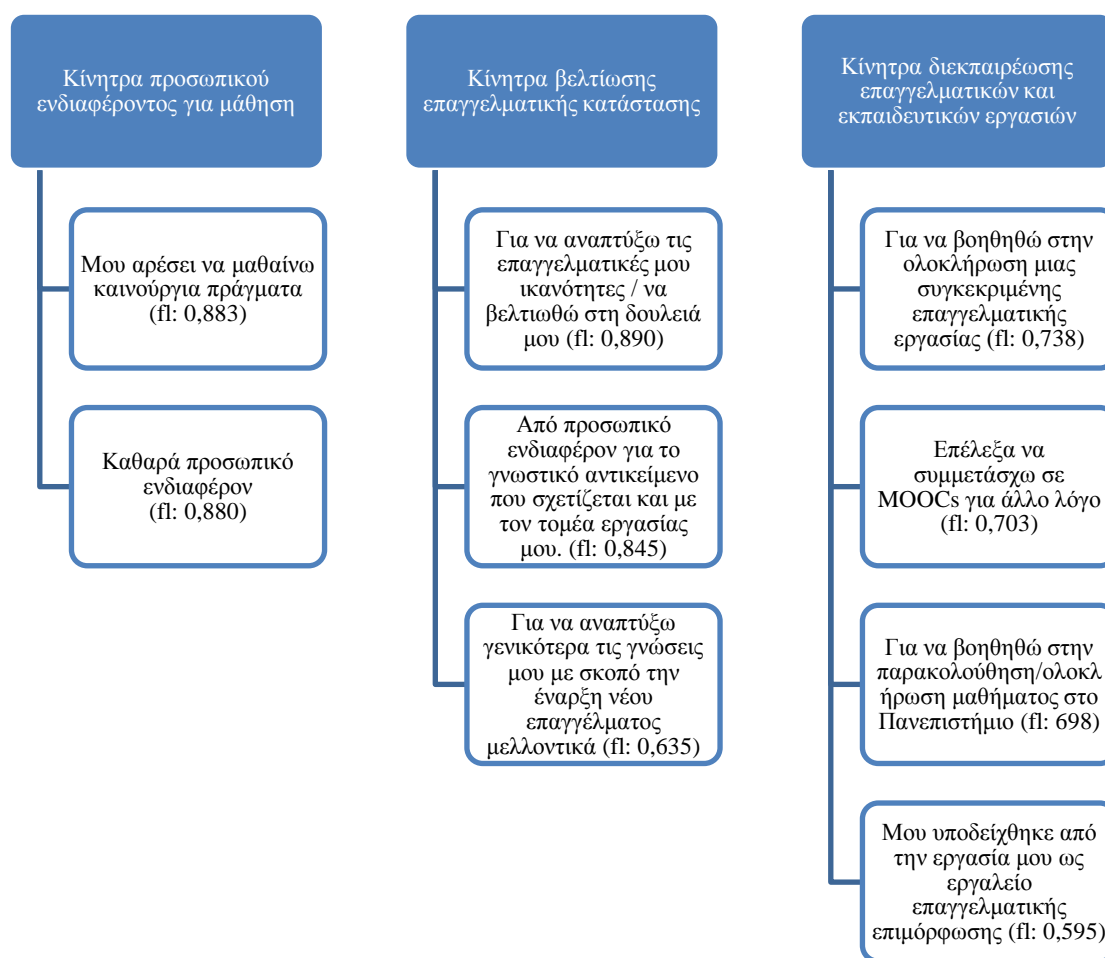 Κίνητρα προσωπικού
ενδιαφέροντος για μάθηση
Μου αρέσει να μαθαίνω
καινούργια πράγματα
(fl: 0,883)
Καθαρά προσωπικό
ενδιαφέρον
(fl: 0,880)
Κίνητρα βελτίωσης
επαγγελματικής κατάστασης
Για να αναπτύξω τις
επαγγελματικές μου
ικανότητες / να
βελτιωθώ στη δουλειά
μου (fl: 0,890)
Από προσωπικό
ενδιαφέρον για το
γνωστικό αντικείμενο
που σχετίζεται και με
τον τομέα εργασίας
μου. (fl: 0,845)
Για να αναπτύξω
γενικότερα τις γνώσεις
μου με σκοπό την
έναρξη νέου
επαγγέλματος
μελλοντικά (fl: 0,635)
Κίνητρα διεκπαιρέωσης
επαγγελματικών και
εκπαιδευτικών εργασιών
Για να βοηθηθώ στην
ολοκλήρωση μιας
συγκεκριμένης
επαγγελματικής
εργασίας (fl: 0,738)
Επέλεξα να
συμμετάσχω σε
MOOCs για άλλο λόγο
(fl: 0,703)
Για να βοηθηθώ στην
παρακολούθηση/ολοκλ
ήρωση μαθήματος στο
Πανεπιστήμιο (fl: 698)
Μου υποδείχθηκε από
την εργασία μου ως
εργαλείο
επαγγελματικής
επιμόρφωσης (fl: 0,595)